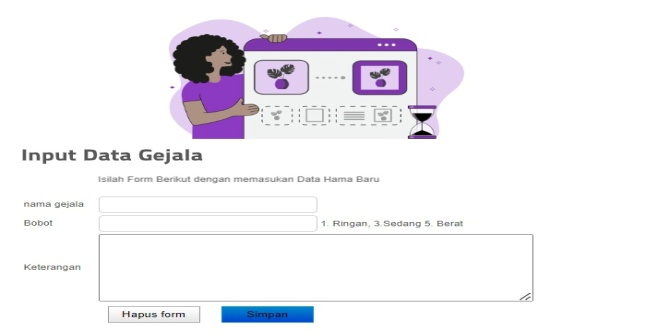 Input Data Gejala
Isilah Form Berikut dengan memasukan Data Hama Baru
nama gejala
Bobot 1. Ringan, 3.Sedang 5. Berat
Keterangan
Hapus form Simpan